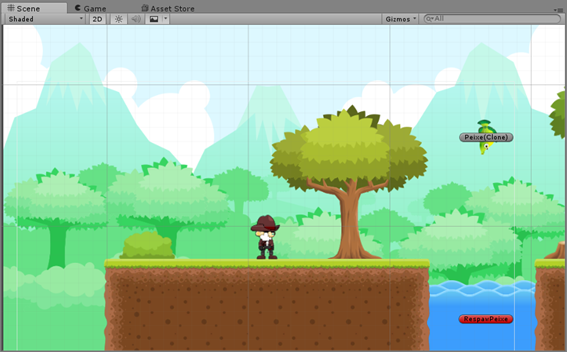 Scene Game Asset Store
Shaded 2D Gizmos All
Peixe(Clone)
RespawPeixe